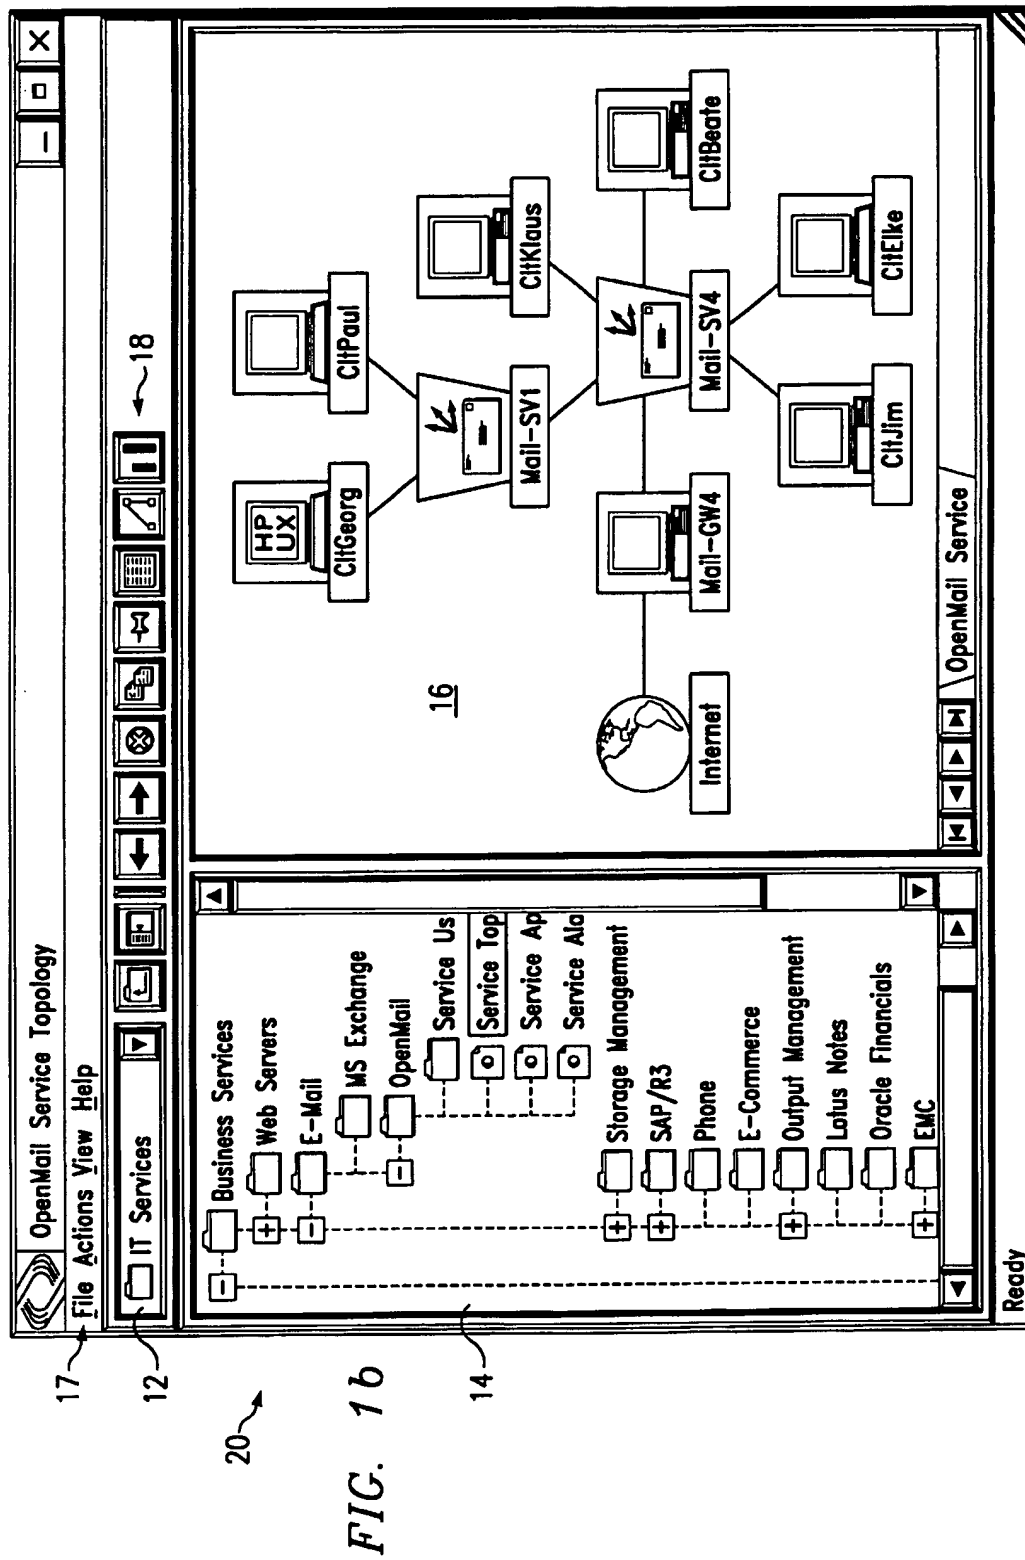 OpenMail Service Topology
File Actions View Help
17
IT Services
12
18
20
Business Services
Web Servers
E-Mail
MS Exchange
OpenMail
Service Us
Service Top
Service Ap
Service Ala
Storage Management
SAP/R3
Phone
E-Commerce
Output Management
Lotus Notes
Oracle Financials
EMC
14
HP
UX
CltGeorg
CltPaul
Mail-SV1
CltKlaus
16
Internet
Mail-GW4
Mail-SV4
CltBeate
CltJim
CltElke
OpenMail Service
Ready
FIG. 1b